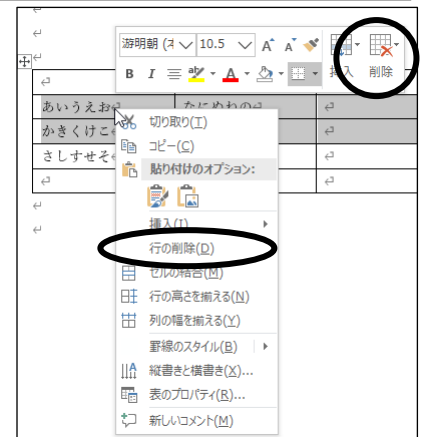 游明朝 (本 10.5 A A
B I ab A 挿入 削除
あいうえお なにぬねの
かきくけこ
さしすせそ
切り取り(T)
コピー(C)
貼り付けのオプション:
挿入(I)
行の削除(D)
セルの結合(M)
行の高さを揃える(N)
列の幅を揃える(Y)
罫線のスタイル(B)
縦書きと横書き(X)...
表のプロパティ(R)...
新しいコメント(M)